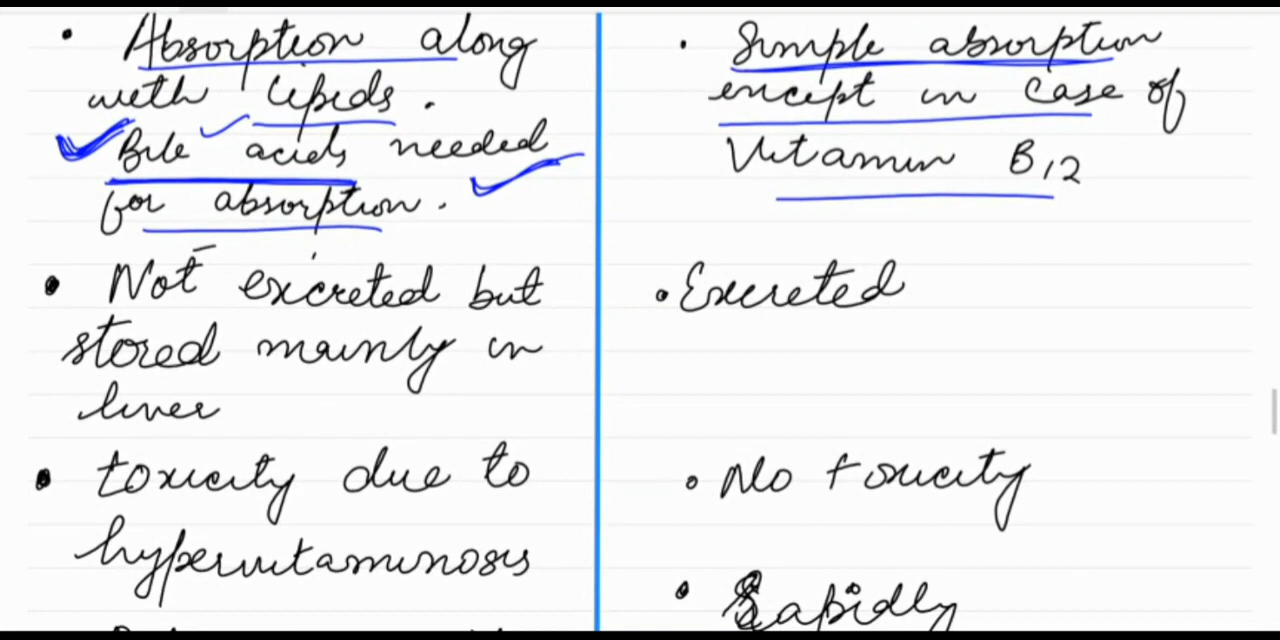 • Absorption along
with lipids.
Bile acids needed
for absorption.
• Not excreted but
stored mainly in
liver
• toxicity due to
hypervitaminosis
• Simple absorption
except in case of
Vitamin B12
• Excreted
• No toxicity
• Rapidly